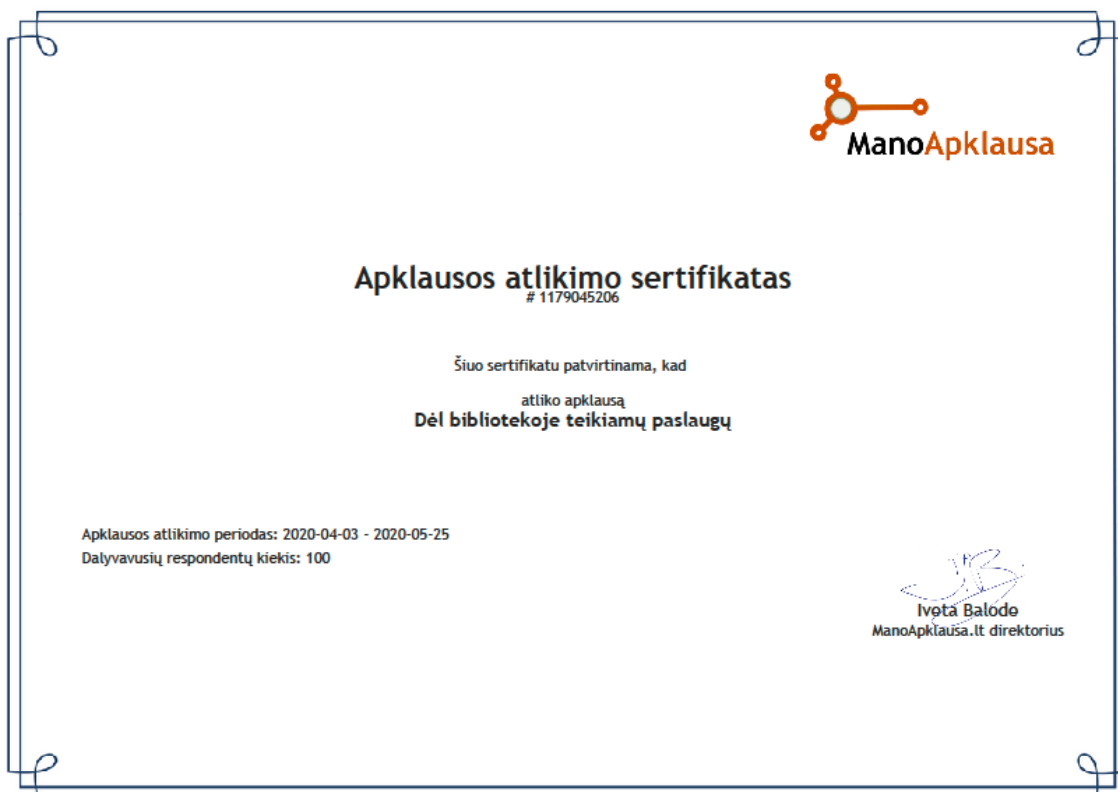 ManoApklausa
Apklausos atlikimo sertifikatas
# 1179045206
Šiuo sertifikatu patvirtinama, kad
atliko apklausą
Dėl bibliotekoje teikiamų paslaugų
Apklausos atlikimo periodas: 2020-04-03 - 2020-05-25
Dalyvavusių respondentų kiekis: 100
Iveta Balode
ManoApklausa.lt direktorius